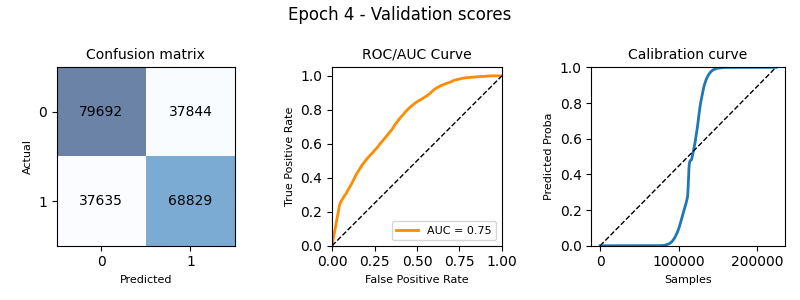 Epoch 4 - Validation scores
Confusion matrix
Actual
0
1
79692
37844
37635
68829
0
1
Predicted
ROC/AUC Curve
True Positive Rate
1.0
0.8
0.6
0.4
0.2
0.0
AUC = 0.75
0.00
0.25
0.50
0.75
1.00
False Positive Rate
Calibration curve
Predicted Proba
1.0
0.8
0.6
0.4
0.2
0.0
0
100000
200000
Samples